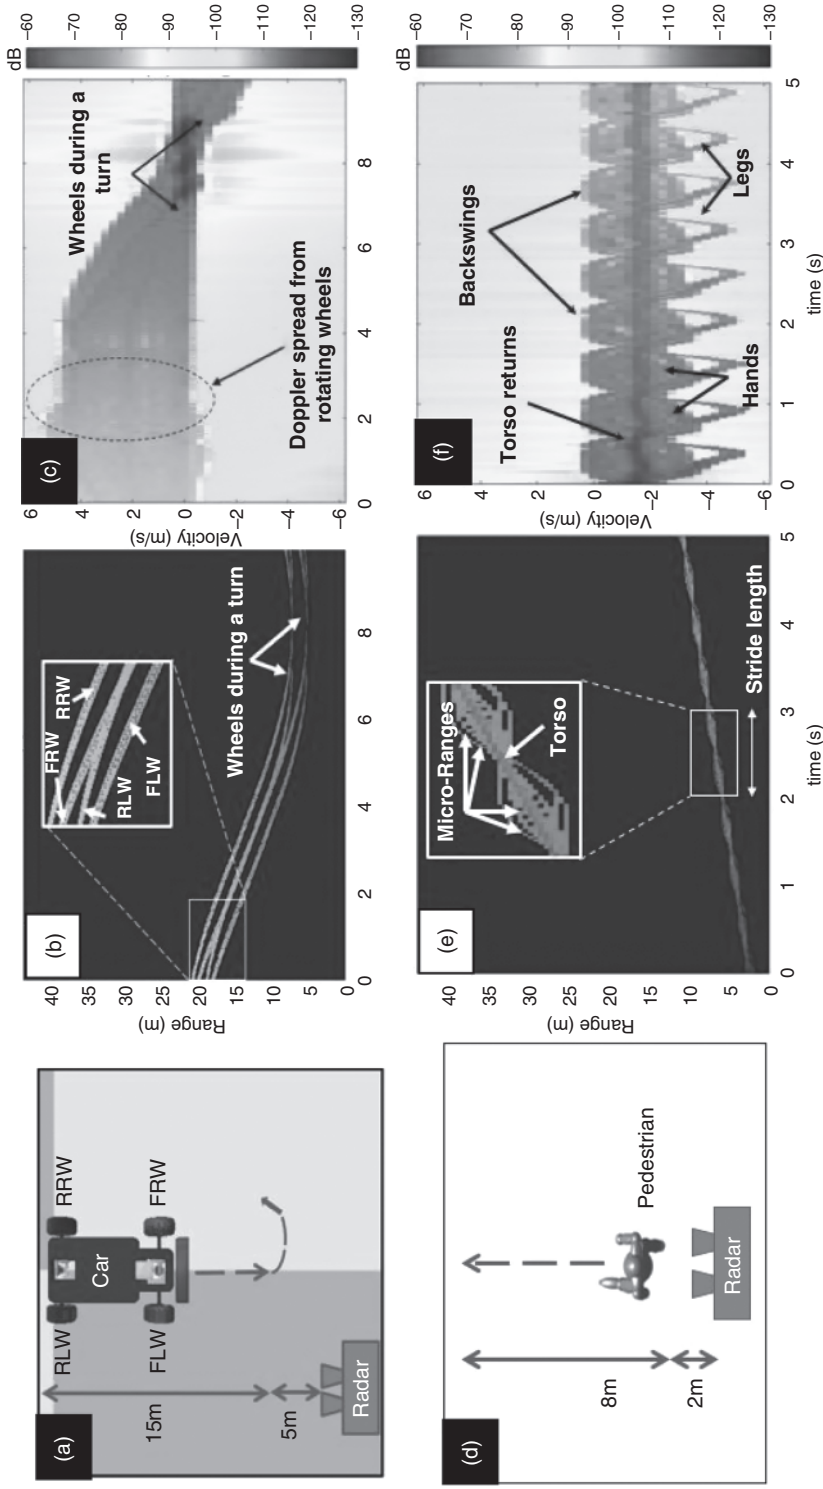 (a)
RLW
RRW
Car
FLW
FRW
15m
5m
Radar
(b)
Range (m)
40
35
30
25
20
15
10
5
0
0
2
4
6
8
FRW
RRW
RLW
FLW
Wheels during a turn
(c)
Velocity (m/s)
6
4
2
0
−2
−4
−6
0
2
4
6
8
Wheels during a
turn
Doppler spread from
rotating wheels
dB
−60
−70
−80
−90
−100
−110
−120
−130
(d)
8m
2m
Pedestrian
Radar
(e)
Range (m)
40
35
30
25
20
15
10
5
0
0
1
2
3
4
5
time (s)
Micro-Ranges
Torso
Stride length
(f)
Velocity (m/s)
6
4
2
0
−2
−4
−6
0
1
2
3
4
5
time (s)
Torso returns
Backswings
Hands
Legs
dB
−60
−70
−80
−90
−100
−110
−120
−130